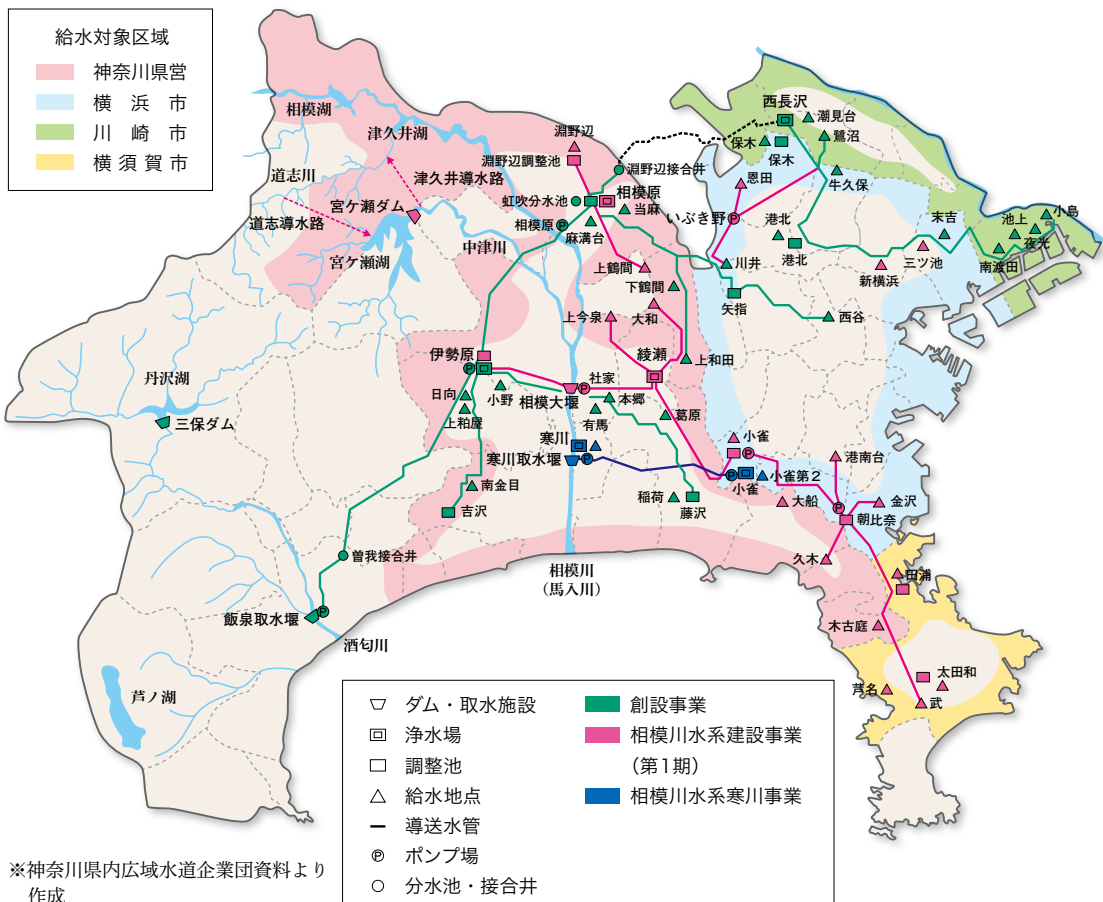 給水対象区域
神奈川県営
横浜市
川崎市
横須賀市
相模湖
津久井湖
道志川
津久井導水路
宮ケ瀬ダム
道志導水路
宮ケ瀬湖
中津川
淵野辺
淵野辺調整池
淵野辺接合井
虹吹分水池
相模原
相模原
当麻
麻溝台
上鶴間
下鶴間
大和
上今泉
綾瀬
上和田
西長沢
潮見台
鷺沼
保木
保木
恩田
牛久保
いぶき野
港北
港北
川井
矢指
西谷
末吉
三ツ池
新横浜
池上
小島
夜光
南渡田
丹沢湖
三保ダム
伊勢原
日向
上粕屋
小野
社家
相模大堰
本郷
有馬
葛原
寒川
寒川取水堰
南金目
吉沢
稲荷
藤沢
小雀
小雀
小雀第２
港南台
大船
金沢
朝比奈
久木
田浦
木古庭
太田和
芦名
武
曽我接合井
飯泉取水堰
酒匂川
相模川
（馬入川）
芦ノ湖
ダム・取水施設
浄水場
調整池
給水地点
導送水管
Ⓟ ポンプ場
分水池・接合井
創設事業
相模川水系建設事業
（第1期）
相模川水系寒川事業
※神奈川県内広域水道企業団資料より
作成